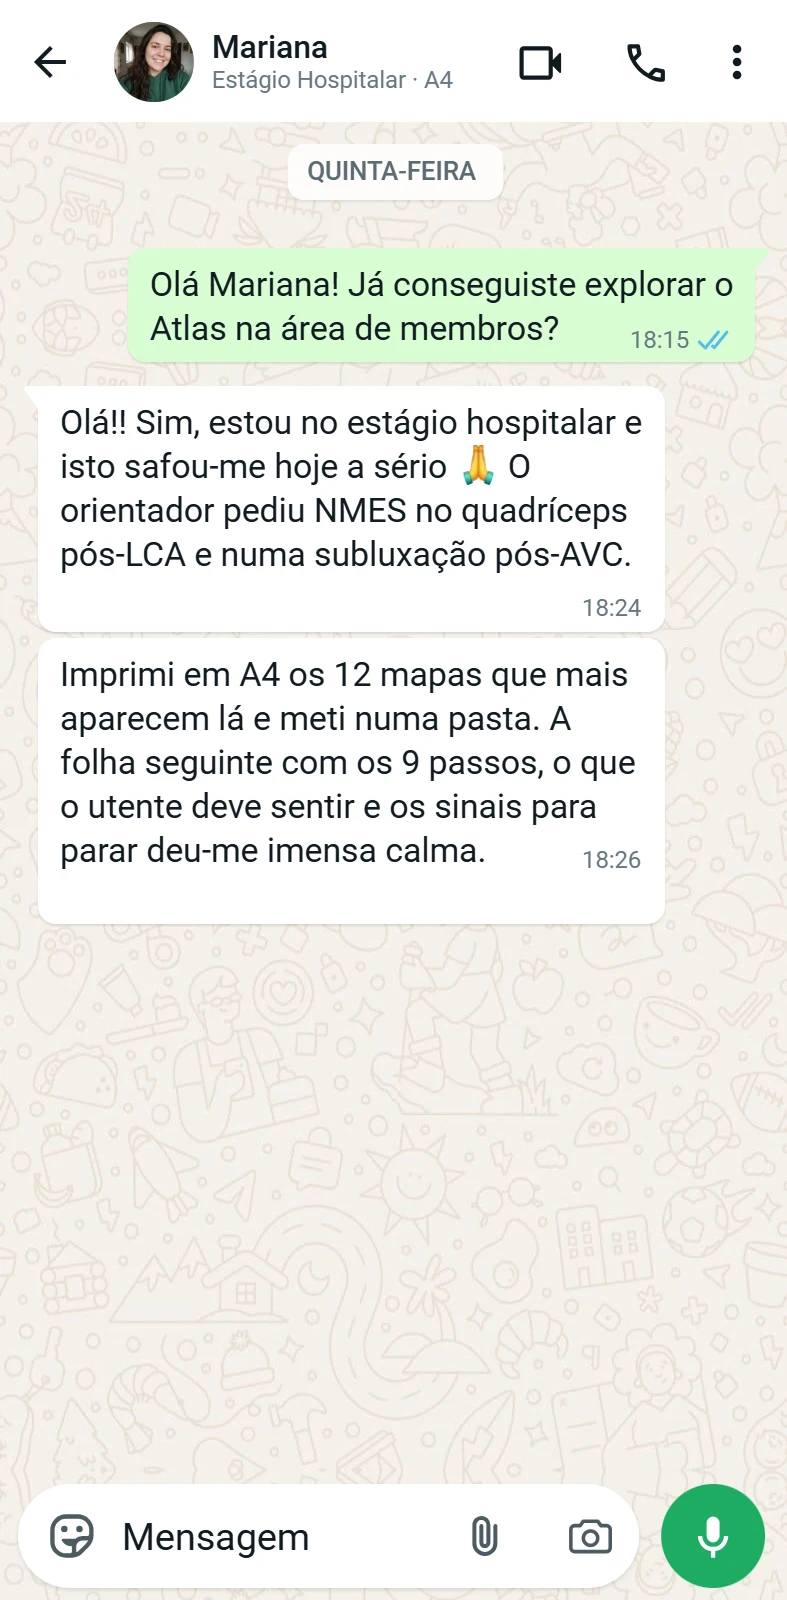 Mariana
Estágio Hospitalar · A4
QUINTA-FEIRA
Olá Mariana! Já conseguiste explorar o
Atlas na área de membros?
18:15
Olá!! Sim, estou no estágio hospitalar e
isto safou-me hoje a sério 🙏 O
orientador pediu NMES no quadríceps
pós-LCA e numa subluxação pós-AVC.
18:24
Imprimi em A4 os 12 mapas que mais
aparecem lá e meti numa pasta. A
folha seguinte com os 9 passos, o que
o utente deve sentir e os sinais para
parar deu-me imensa calma.
18:26
Mensagem